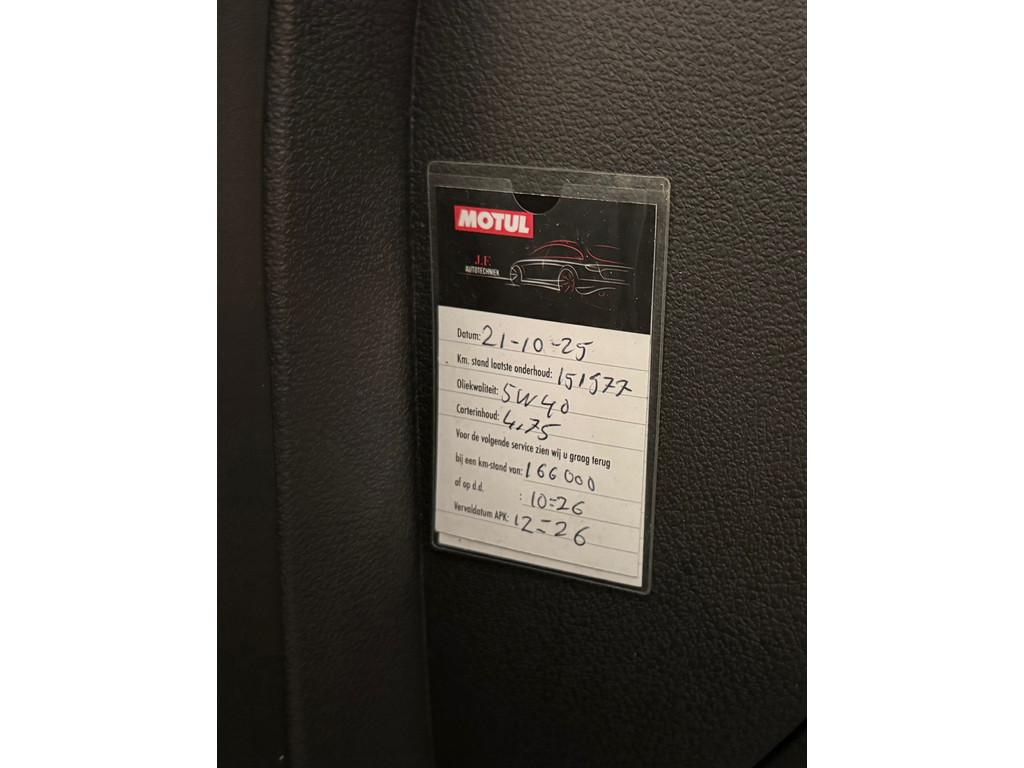 MOTUL
J.F.
AUTOTECHNIEK
Datum: 21-10-25
Km. stand laatste onderhoud: 151577
Oliekwaliteit: 5W40
Carterinhoud: 4,75
Voor de volgende service zien wij u graag terug
bij een km-stand van: 166000
of op d.d. : 10=26
Vervaldatum APK: 12=26